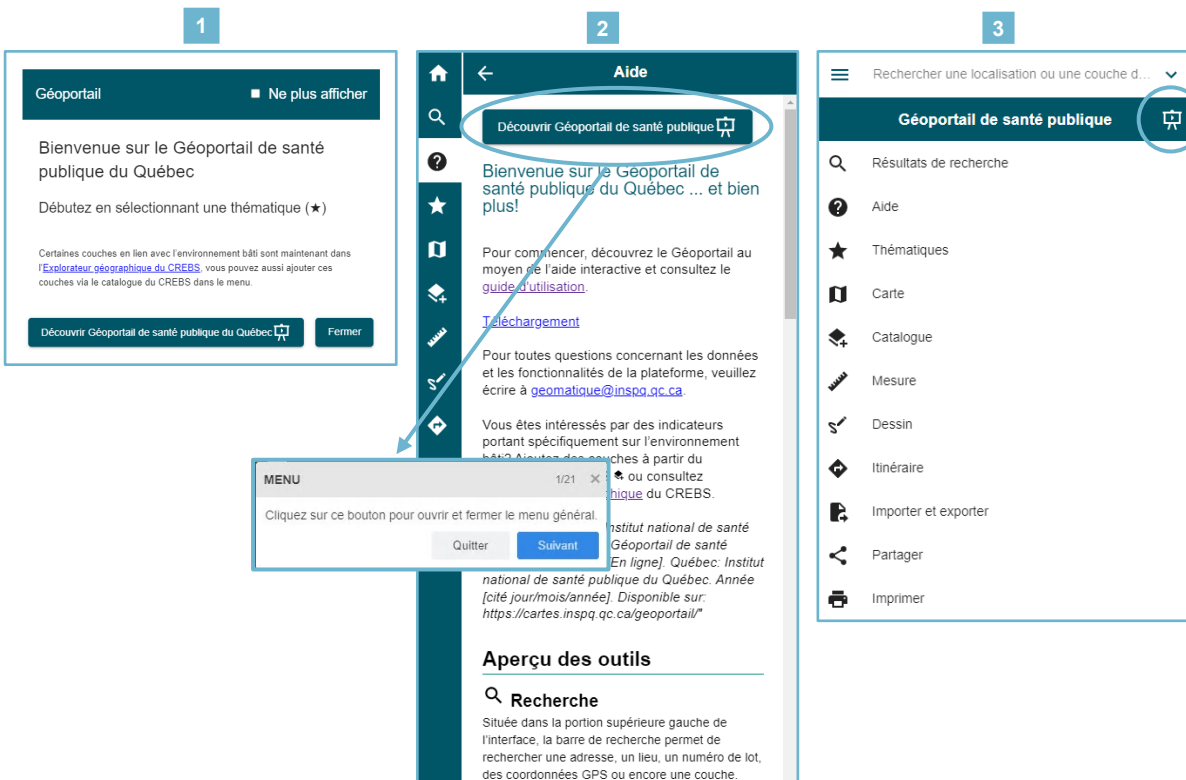 1
Géoportail
Ne plus afficher
Bienvenue sur le Géoportail de santé
publique du Québec
Débutez en sélectionnant une thématique (★)
Certaines couches en lien avec l'environnement bâti sont maintenant dans
l'Explorateur géographique du CREBS, vous pouvez aussi ajouter ces
couches via le catalogue du CREBS dans le menu.
Découvrir Géoportail de santé publique du Québec
Fermer
2
Aide
Découvrir Géoportail de santé publique
Bienvenue sur le Géoportail de
santé publique du Québec ... et bien
plus!
Pour commencer, découvrez le Géoportail au
moyen de l'aide interactive et consultez le
guide d'utilisation.
Téléchargement
Pour toutes questions concernant les données
et les fonctionnalités de la plateforme, veuillez
écrire à geomatique@inspq.qc.ca.
Vous êtes intéressés par des indicateurs
portant spécifiquement sur l'environnement
bâti? Ajoutez des couches à partir du
ou consultez
hique du CREBS.
nstitut national de santé
Géoportail de santé
[En ligne]. Québec: Institut
national de santé publique du Québec. Année
[cité jour/mois/année]. Disponible sur:
https://cartes.inspq.qc.ca/geoportail/"
Aperçu des outils
Recherche
Située dans la portion supérieure gauche de
l'interface, la barre de recherche permet de
rechercher une adresse, un lieu, un numéro de lot,
des coordonnées GPS ou encore une couche.
MENU
1/21
Cliquez sur ce bouton pour ouvrir et fermer le menu général.
Quitter
Suivant
3
Rechercher une localisation ou une couche d...
Géoportail de santé publique
Résultats de recherche
Aide
Thématiques
Carte
Catalogue
Mesure
Dessin
Itinéraire
Importer et exporter
Partager
Imprimer